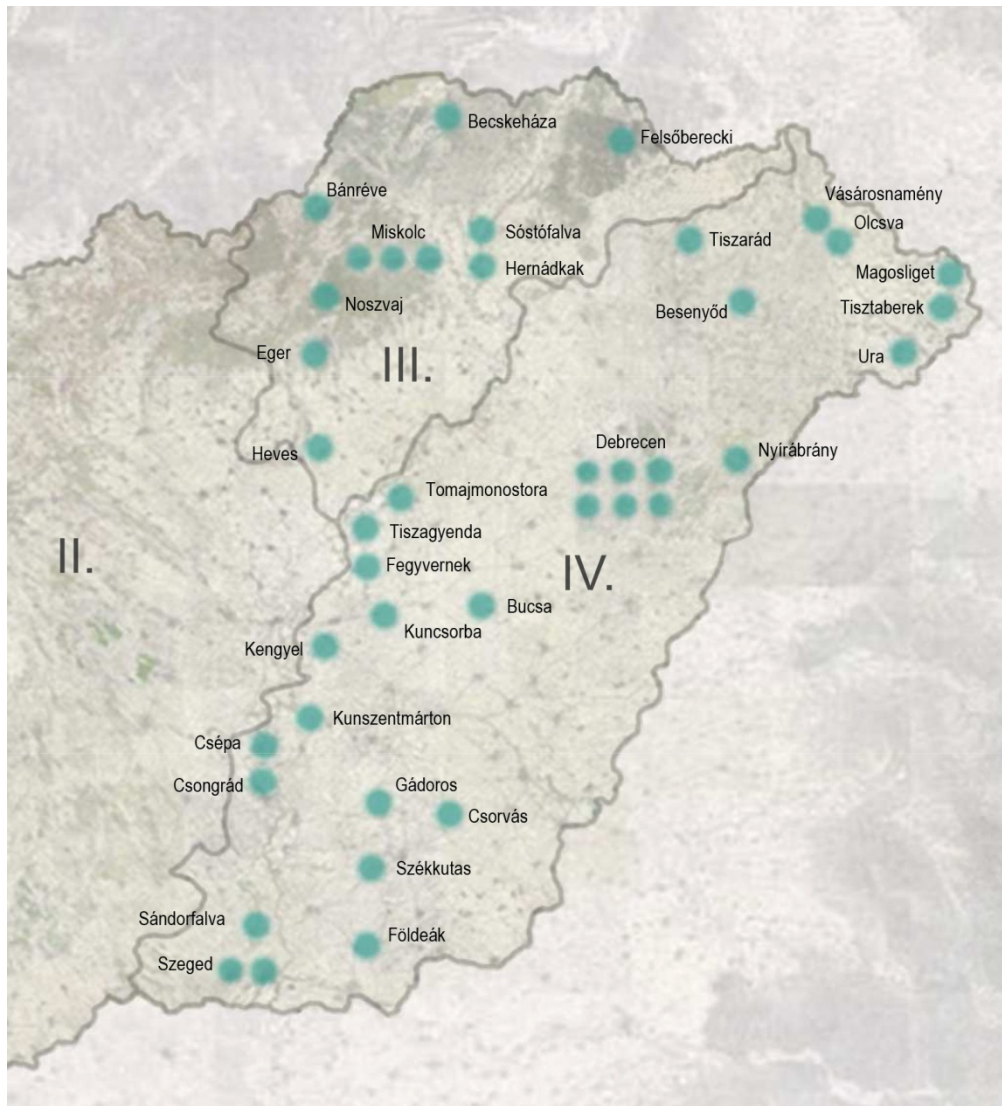 Becskeháza
Felsőberecki
Bánréve
Vásárosnamény
Olcsva
Miskolc
Sóstófalva
Tiszarád
Hernádkak
Magosliget
Noszvaj
Besenyőd
Tisztaberek
Eger
III.
Ura
Heves
Debrecen
Nyírábrány
Tomajmonostora
Tiszagyenda
II.
Fegyvernek
IV.
Bucsa
Kuncsorba
Kengyel
Kunszentmárton
Csépa
Csongrád
Gádoros
Csorvás
Székkutas
Sándorfalva
Földeák
Szeged